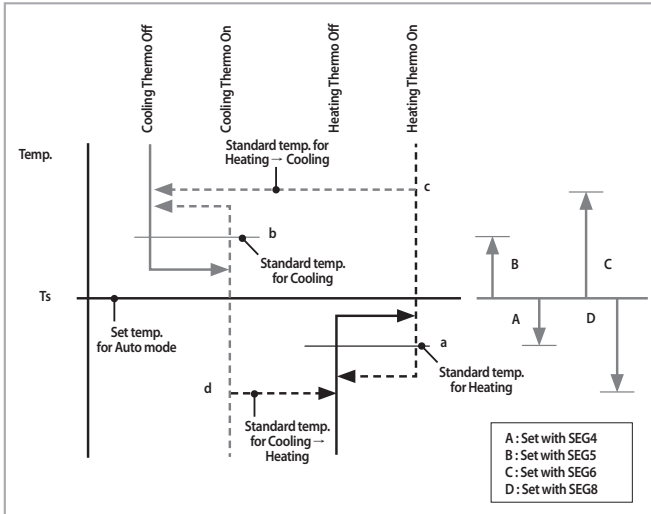 Cooling Thermo Off
Cooling Thermo On
Heating Thermo Off
Heating Thermo On
Temp.
Standard temp. for
Heating → Cooling
c
b
Standard temp.
for Cooling
B
C
Ts
Set temp.
for Auto mode
A
D
a
Standard temp.
for Heating
d
Standard temp.
for Cooling →
Heating
A : Set with SEG4
B : Set with SEG5
C : Set with SEG6
D : Set with SEG8